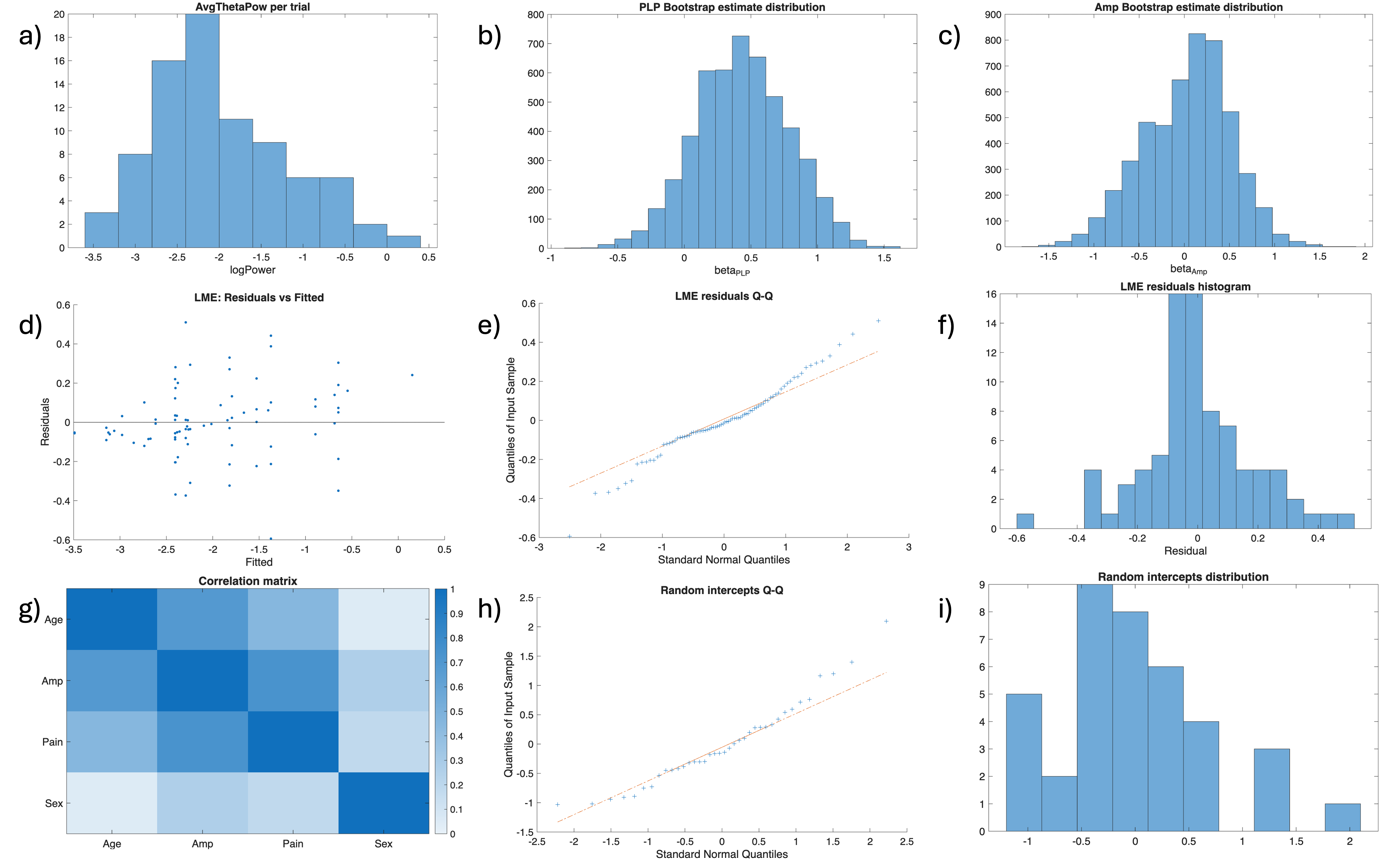 a)
AvgThetaPow per trial
20
18
16
14
12
10
8
6
4
2
0
-3.5 -3 -2.5 -2 -1.5 -1 -0.5 0 0.5
logPower
b)
PLP Bootstrap estimate distribution
800
700
600
500
400
300
200
100
0
-1 -0.5 0 0.5 1 1.5
beta_PLP
c)
Amp Bootstrap estimate distribution
900
800
700
600
500
400
300
200
100
0
-1.5 -1 -0.5 0 0.5 1 1.5 2
beta_Amp
d)
LME: Residuals vs Fitted
Residuals
0.6
0.4
0.2
0
-0.2
-0.4
-0.6
-3.5 -3 -2.5 -2 -1.5 -1 -0.5 0 0.5
Fitted
e)
LME residuals Q-Q
Quantiles of Input Sample
0.6
0.4
0.2
0
-0.2
-0.4
-0.6
-3 -2 -1 0 1 2 3
Standard Normal Quantiles
f)
LME residuals histogram
16
14
12
10
8
6
4
2
0
-0.6 -0.4 -0.2 0 0.2 0.4
Residual
g)
Correlation matrix
Age
Amp
Pain
Sex
Age Amp Pain Sex
1
0.9
0.8
0.7
0.6
0.5
0.4
0.3
0.2
0.1
0
h)
Random intercepts Q-Q
Quantiles of Input Sample
2.5
2
1.5
1
0.5
0
-0.5
-1
-1.5
-2.5 -2 -1.5 -1 -0.5 0 0.5 1 1.5 2 2.5
Standard Normal Quantiles
i)
Random intercepts distribution
9
8
7
6
5
4
3
2
1
0
-1 -0.5 0 0.5 1 1.5 2